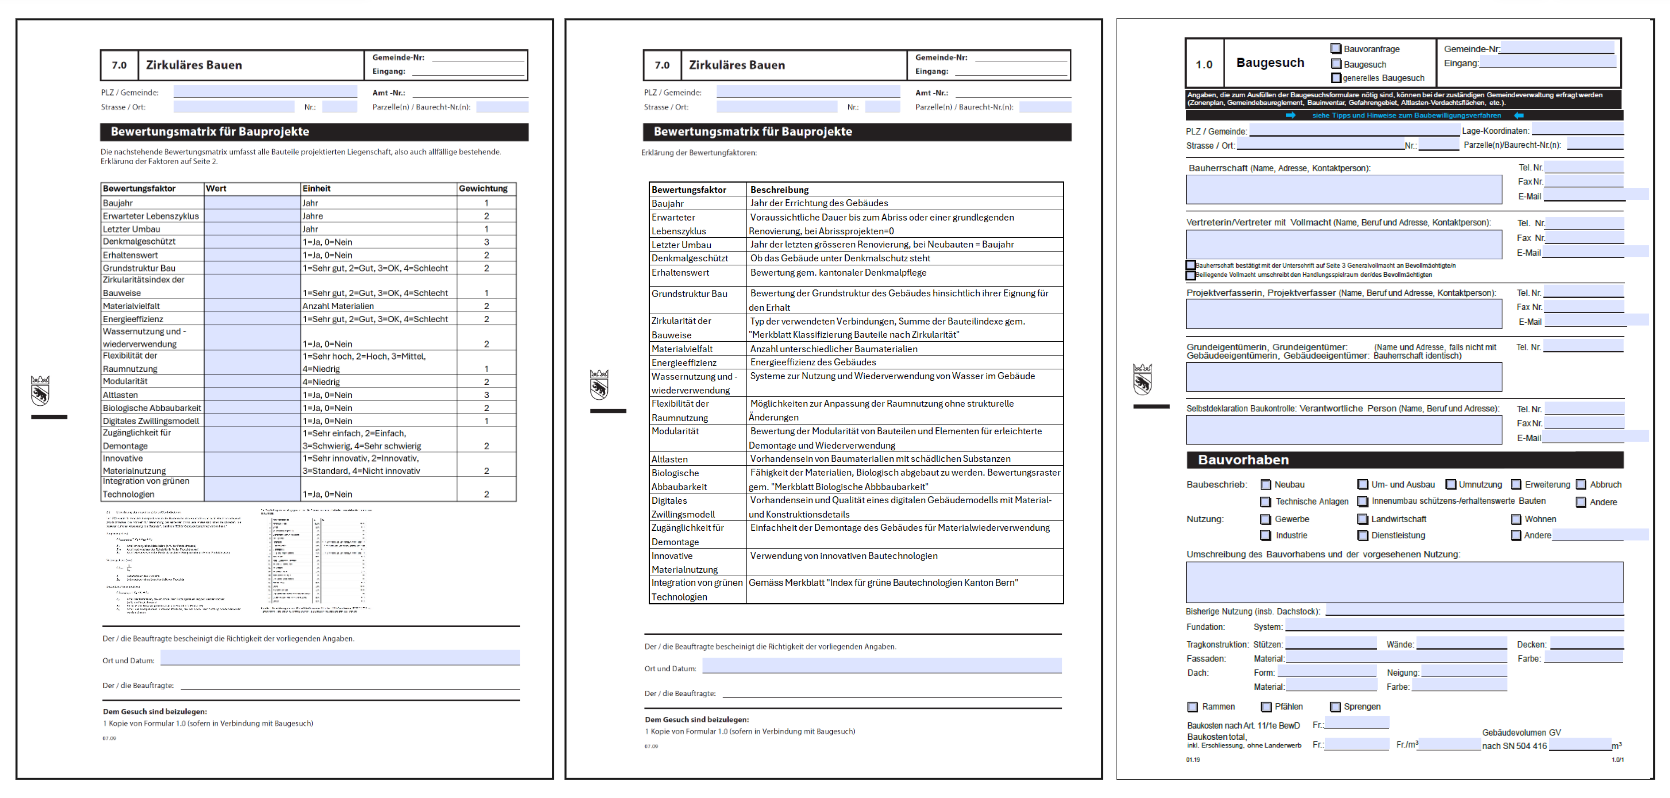 7.0
Zirkuläres Bauen
Gemeinde-Nr:
Eingang:
PLZ / Gemeinde:
Amt -Nr.:
Strasse / Ort:
Nr.:
Parzelle(n) / Baurecht-Nr.(n):
Bewertungsmatrix für Bauprojekte
Die nachstehende Bewertungsmatrix umfasst alle Bauteile projektierten Liegenschaft, also auch allfällige bestehende.
Erklärung der Faktoren auf Seite 2.
Bewertungsfaktor Wert Einheit Gewichtung
Baujahr Jahr 1
Erwarteter Lebenszyklus Jahre 2
Letzter Umbau Jahr 1
Denkmalgeschützt 1=Ja, 0=Nein 3
Erhaltenswert 1=Ja, 0=Nein 2
Grundstruktur Bau 1=Sehr gut, 2=Gut, 3=OK, 4=Schlecht 2
Zirkularitätsindex der
Bauweise 1=Sehr gut, 2=Gut, 3=OK, 4=Schlecht 1
Materialvielfalt Anzahl Materialien 2
Energieeffizienz 1=Sehr gut, 2=Gut, 3=OK, 4=Schlecht 2
Wassernutzung und -
wiederverwendung 1=Ja, 0=Nein 2
Flexibilität der 1=Sehr hoch, 2=Hoch, 3=Mittel,
Raumnutzung 4=Niedrig 1
Modularität 4=Niedrig 2
Altlasten 1=Ja, 0=Nein 3
Biologische Abbaubarkeit 1=Ja, 0=Nein 2
Digitales Zwillingsmodell 1=Ja, 0=Nein 1
Zugänglichkeit für 1=Sehr einfach, 2=Einfach,
Demontage 3=Schwierig, 4=Sehr schwierig 2
Innovative 1=Sehr innovativ, 2=Innovativ,
Materialnutzung 3=Standard, 4=Nicht innovativ 2
Integration von grünen
Technologien 1=Ja, 0=Nein 2
Der / die Beauftragte bescheinigt die Richtigkeit der vorliegenden Angaben.
Ort und Datum:
Der / die Beauftragte:
Dem Gesuch sind beizulegen:
1 Kopie von Formular 1.0 (sofern in Verbindung mit Baugesuch)
07.09
7.0
Zirkuläres Bauen
Gemeinde-Nr:
Eingang:
PLZ / Gemeinde:
Amt -Nr.:
Strasse / Ort:
Nr.:
Parzelle(n) / Baurecht-Nr.(n):
Bewertungsmatrix für Bauprojekte
Erklärung der Bewertungfaktoren:
Bewertungsfaktor Beschreibung
Baujahr Jahr der Errichtung des Gebäudes
Erwarteter Voraussichtliche Dauer bis zum Abriss oder einer grundlegenden
Lebenszyklus Renovierung, bei Abrissprojekten=0
Letzter Umbau Jahr der letzten grösseren Renovierung, bei Neubauten = Baujahr
Denkmalgeschützt Ob das Gebäude unter Denkmalschutz steht
Erhaltenswert Bewertung gem. kantonaler Denkmalpflege
Grundstruktur Bau Bewertung der Grundstruktur des Gebäudes hinsichtlich ihrer Eignung für
den Erhalt
Zirkularität der Typ der verwendeten Verbindungen, Summe der Bauteilindexe gem.
Bauweise "Merkblatt Klassifizierung Bauteile nach Zirkularität"
Materialvielfalt Anzahl unterschiedlicher Baumaterialien
Energieeffizienz Energieeffizienz des Gebäudes
Wassernutzung und - Systeme zur Nutzung und Wiederverwendung von Wasser im Gebäude
wiederverwendung
Flexibilität der Möglichkeiten zur Anpassung der Raumnutzung ohne strukturelle
Raumnutzung Änderungen
Modularität Bewertung der Modularität von Bauteilen und Elementen für erleichterte
Demontage und Wiederverwendung
Altlasten Vorhandensein von Baumaterialien mit schädlichen Substanzen
Biologische Fähigkeit der Materialien, Biologisch abgebaut zu werden. Bewertungsraster
Abbaubarkeit gem. "Merkblatt Biologische Abbbaubarkeit"
Digitales Vorhandensein und Qualität eines digitalen Gebäudemodells mit Material-
Zwillingsmodell und Konstruktionsdetails
Zugänglichkeit für Einfachheit der Demontage des Gebäudes für Materialwiederverwendung
Demontage
Innovative Verwendung von innovativen Bautechnologien
Materialnutzung
Integration von grünen Gemäss Merkblatt "Index für grüne Bautechnologien Kanton Bern"
Technologien
Der / die Beauftragte bescheinigt die Richtigkeit der vorliegenden Angaben.
Ort und Datum:
Der / die Beauftragte:
Dem Gesuch sind beizulegen:
1 Kopie von Formular 1.0 (sofern in Verbindung mit Baugesuch)
07.09
1.0
Baugesuch
Bauvoranfrage
Baugesuch
generelles Baugesuch
Gemeinde-Nr:
Eingang:
Angaben, die zum Ausfüllen der Baugesuchsformulare nötig sind, können bei der zuständigen Gemeindeverwaltung erfragt werden
(Zonenplan, Gemeindebaureglement, Bauinventar, Gefahrengebiet, Altlasten-Verdachtsflächen, etc.).
siehe Tipps und Hinweise zum Baubewilligungsverfahren
PLZ / Gemeinde: Lage-Koordinaten:
Strasse / Ort: Nr.: Parzelle(n)/Baurecht-Nr.(n):
Bauherrschaft (Name, Adresse, Kontaktperson): Tel. Nr.
Fax Nr.
E-Mail
Vertreterin/Vertreter mit Vollmacht (Name, Beruf und Adresse, Kontaktperson): Tel. Nr.
Fax Nr.
E-Mail
Bauherrschaft bestätigt mit der Unterschrift auf Seite 3 Generalvollmacht an Bevollmächtigte/n
Beiliegende Vollmacht umschreibt den Handlungsspielraum der/des Bevollmächtigten
Projektverfasserin, Projektverfasser (Name, Beruf und Adresse, Kontaktperson): Tel. Nr.
Fax Nr.
E-Mail
Grundeigentümerin, Grundeigentümer: (Name und Adresse, falls nicht mit Tel. Nr.
Gebäudeeigentümerin, Gebäudeeigentümer: Bauherrschaft identisch)
Selbstdeklaration Baukontrolle: Verantwortliche Person (Name, Beruf und Adresse): Tel. Nr.
Fax Nr.
E-Mail
Bauvorhaben
Baubeschrieb: Neubau Um- und Ausbau Umnutzung Erweiterung Abbruch
Technische Anlagen Innenumbau schützens-/erhaltenswerte Bauten Andere
Nutzung: Gewerbe Landwirtschaft Wohnen
Industrie Dienstleistung Andere
Umschreibung des Bauvorhabens und der vorgesehenen Nutzung:
Bisherige Nutzung (insb. Dachstock):
Fundation: System:
Tragkonstruktion: Stützen: Wände: Decken:
Fassaden: Material: Farbe:
Dach: Form: Neigung:
Material: Farbe:
Rammen Pfählen Sprengen
Baukosten nach Art. 11/1e BewD Fr.:
Baukosten total, Gebäudevolumen GV
inkl. Erschliessung, ohne Landerwerb Fr.: Fr./m³ nach SN 504 416 m³
01.19 1.0/1